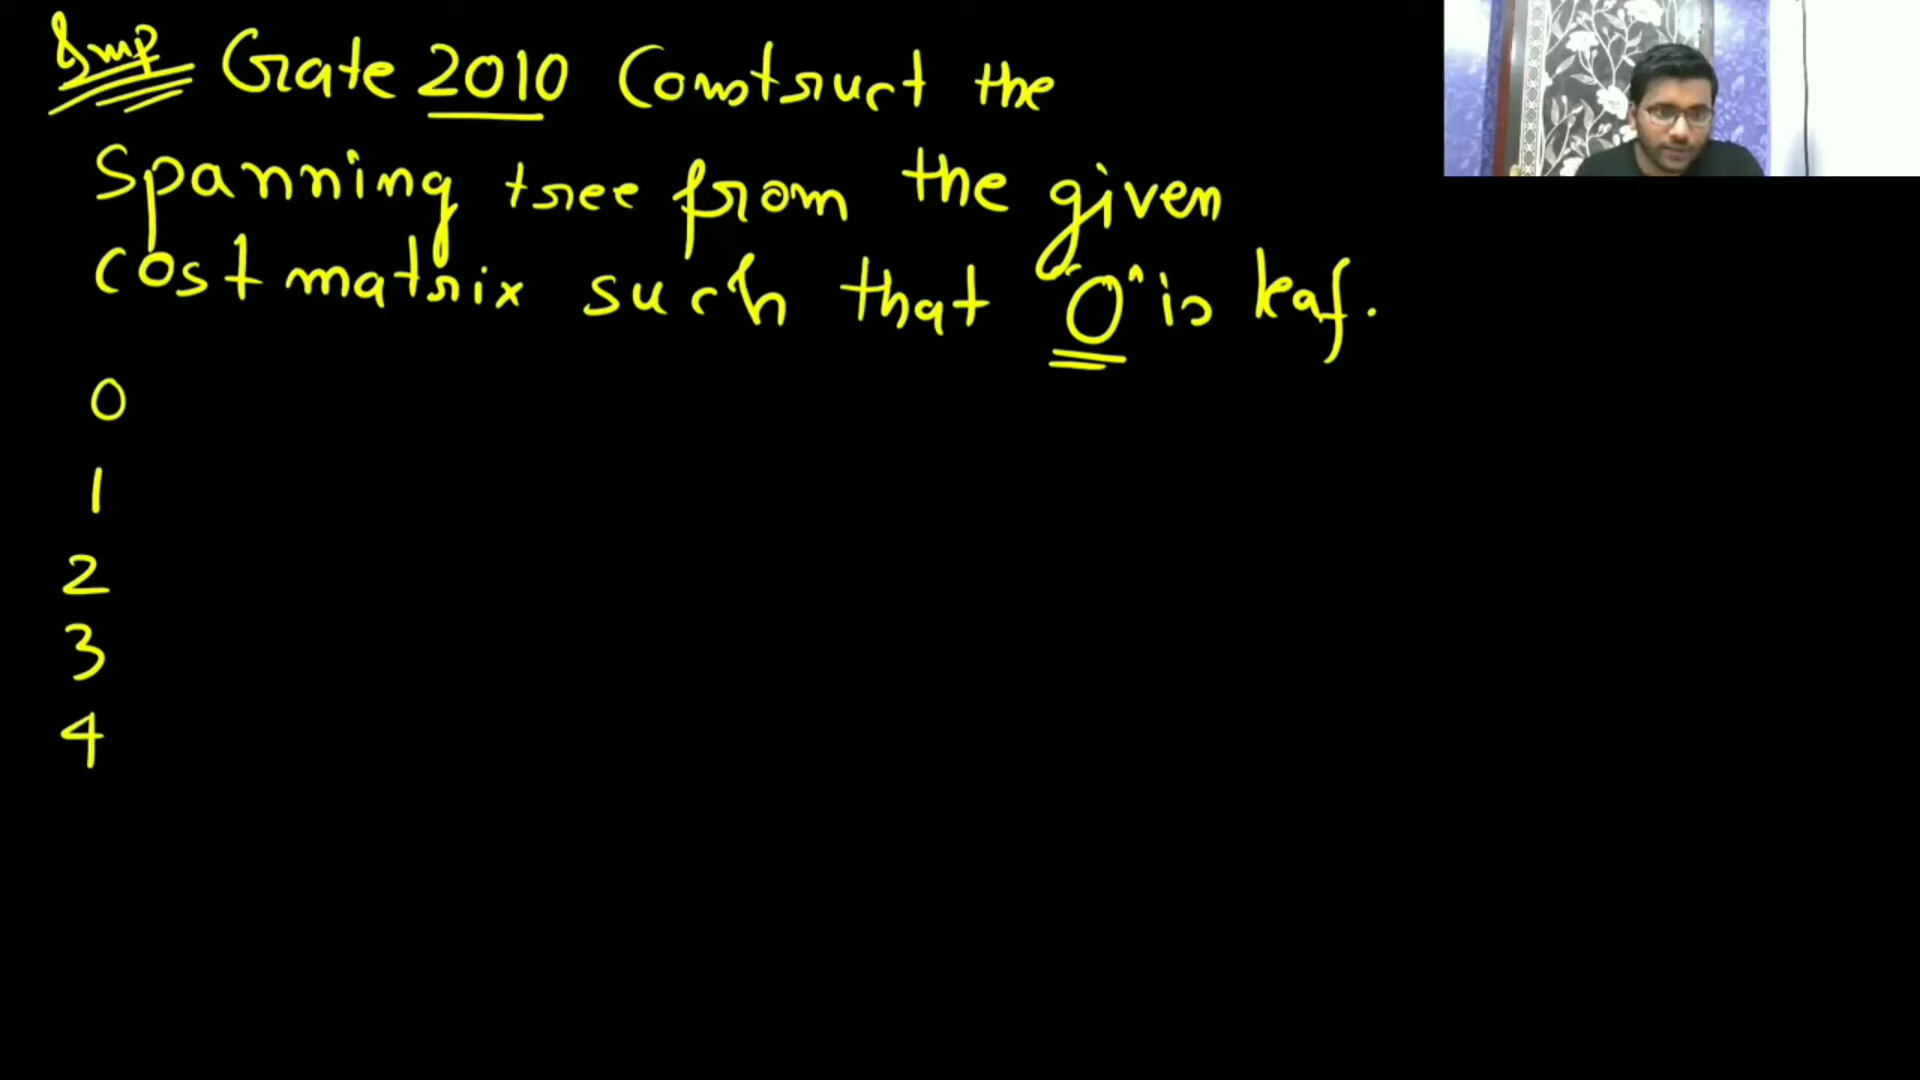 Imp Gate 2010 Construct the
Spanning tree from the given
cost matrix such that "0" is leaf.
0
1
2
3
4